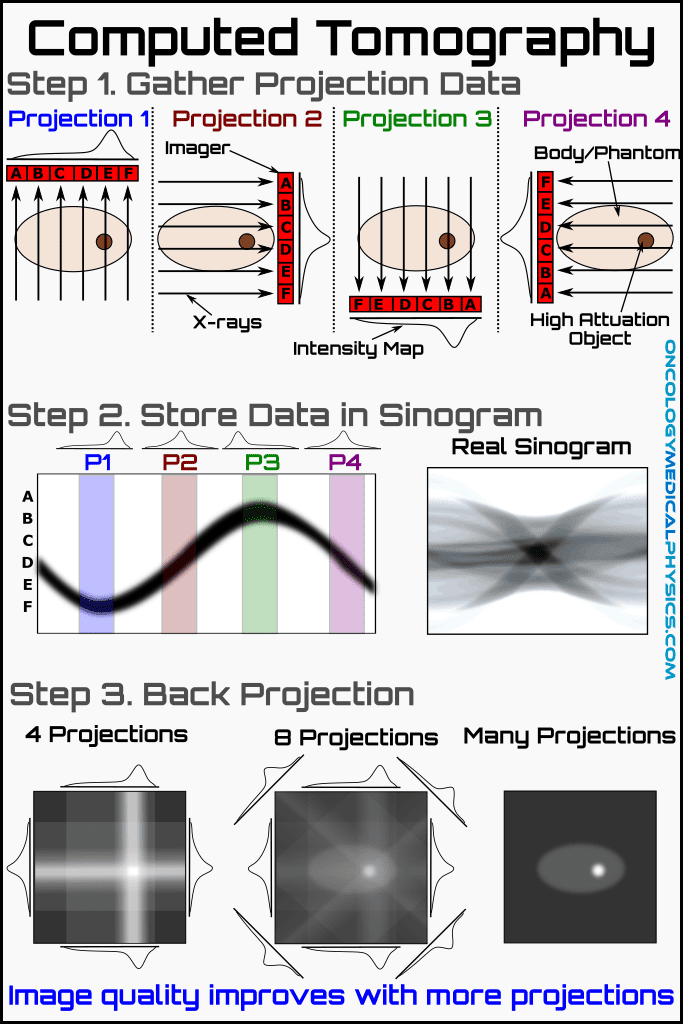 Computed Tomography
Step 1. Gather Projection Data
Projection 1
Projection 2
Projection 3
Projection 4
Imager
Body/Phantom
A B C D E F
A
B
C
D
E
F
F E D C B A
F
E
D
C
B
A
X-rays
Intensity Map
High Attuation
Object
ONCOLOGYMEDICALPHYSICS.COM
Step 2. Store Data in Sinogram
Real Sinogram
P1 P2 P3 P4
A
B
C
D
E
F
Step 3. Back Projection
4 Projections
8 Projections
Many Projections
Image quality improves with more projections